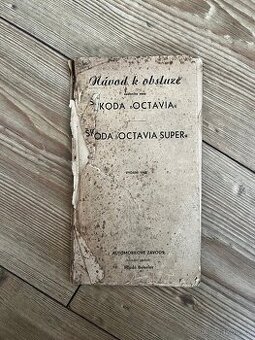 Návod k obsluze
ŠKODA »OCTAVIA«
ŠKODA »OCTAVIA SUPER«
AUTOMOBILOVÉ ZÁVODY
Mladá Boleslav